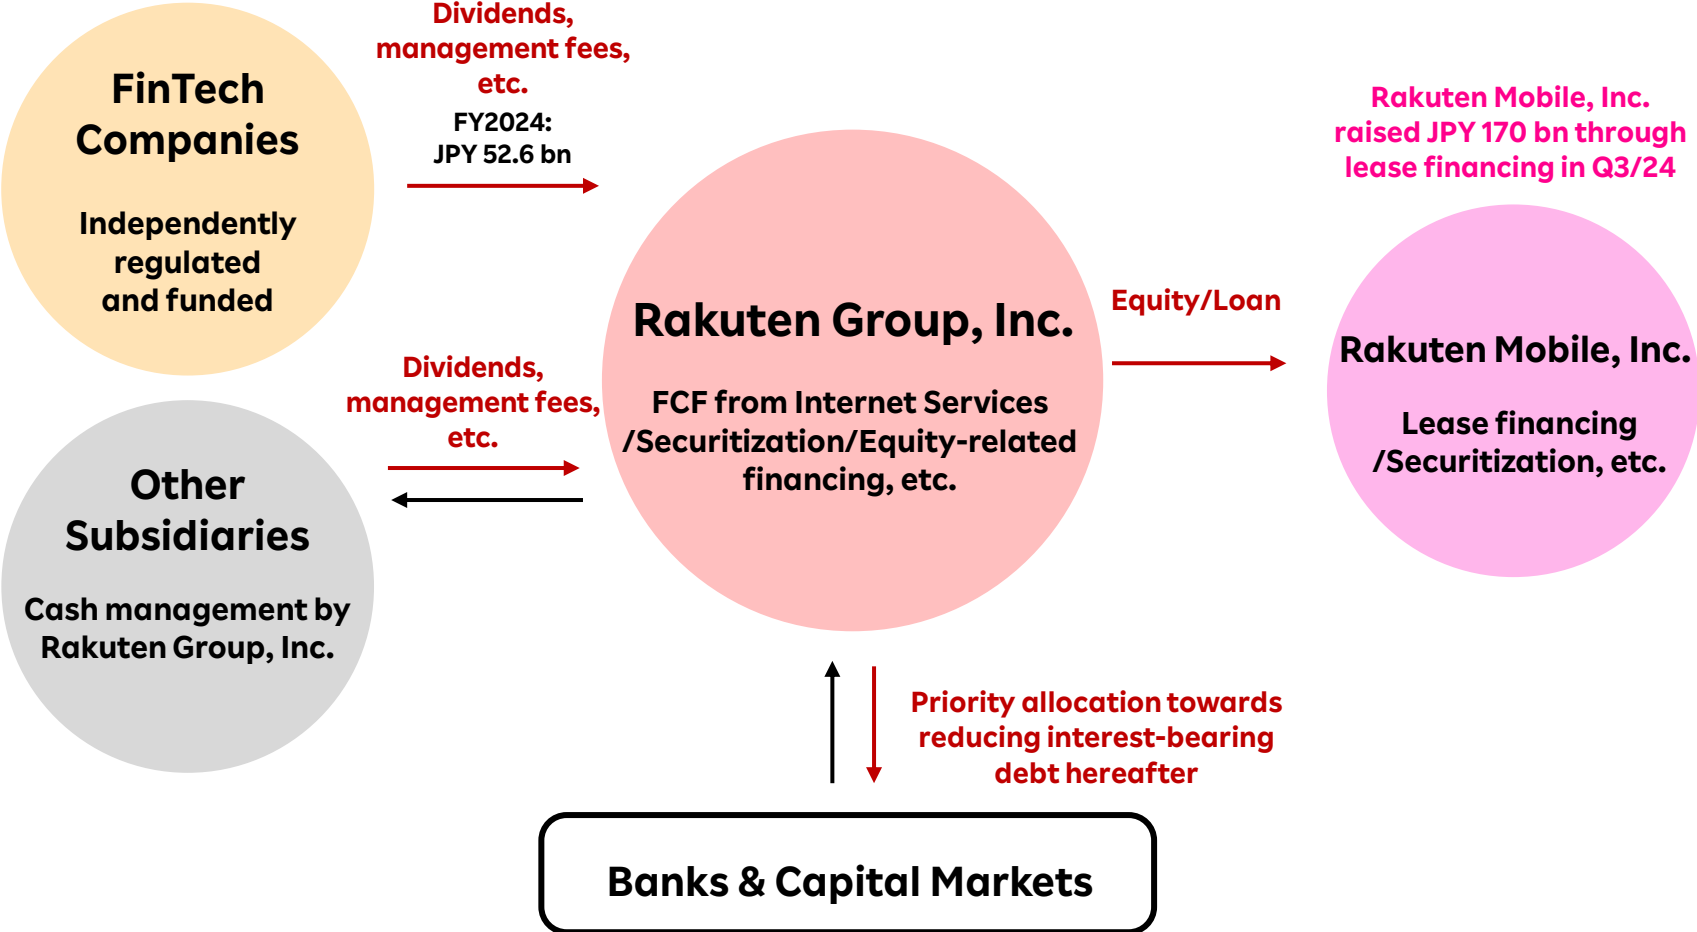 FinTech
Companies
Independently
regulated
and funded
Dividends,
management fees,
etc.
FY2024:
JPY 52.6 bn
Other
Subsidiaries
Cash management by
Rakuten Group, Inc.
Dividends,
management fees,
etc.
Rakuten Group, Inc.
FCF from Internet Services
/Securitization/Equity-related
financing, etc.
Equity/Loan
Rakuten Mobile, Inc.
raised JPY 170 bn through
lease financing in Q3/24
Rakuten Mobile, Inc.
Lease financing
/Securitization, etc.
Priority allocation towards
reducing interest-bearing
debt hereafter
Banks & Capital Markets